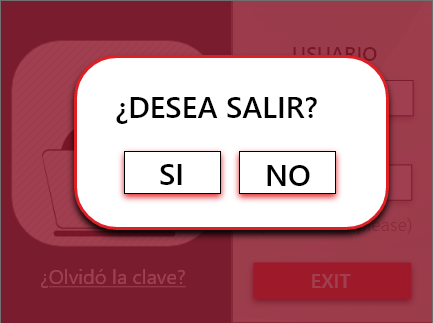 USUARIO
¿DESEA SALIR?
SI
NO
¿Olvidó la clave?
EXIT